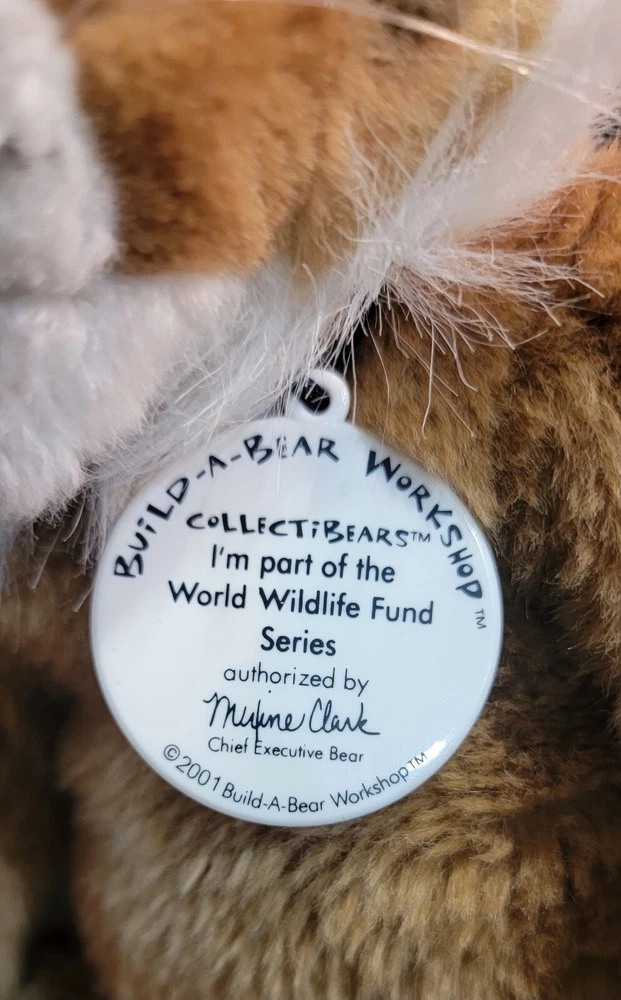 BUiLD-A-BEAR WORKSHOP™
COLLECTiBEARS™
I'm part of the
World Wildlife Fund
Series
authorized by
Maxine Clark
Chief Executive Bear
©2001 Build-A-Bear Workshop™